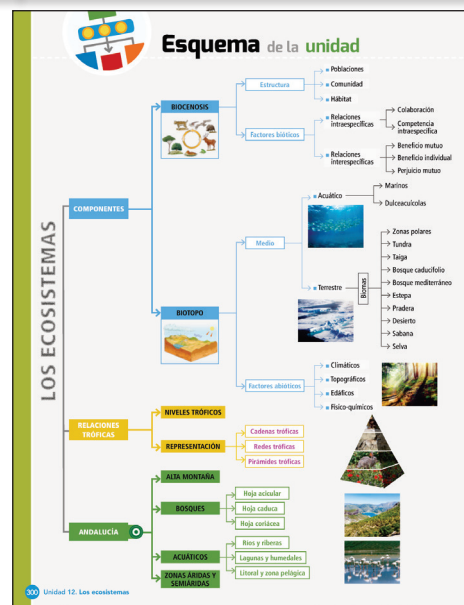 Esquema de la unidad
LOS ECOSISTEMAS
COMPONENTES
BIOCENOSIS
Estructura
Poblaciones
Comunidad
Hábitat
Factores bióticos
Relaciones
intraespecíficas
Colaboración
Competencia
intraespecífica
Relaciones
interespecíficas
Beneficio mutuo
Beneficio individual
Perjuicio mutuo
BIOTOPO
Medio
Acuático
Marinos
Dulceacuícolas
Terrestre
Biomas
Zonas polares
Tundra
Taiga
Bosque caducifolio
Bosque mediterráneo
Estepa
Pradera
Desierto
Sabana
Selva
Factores abióticos
Climáticos
Topográficos
Edáficos
Físico-químicos
RELACIONES
TRÓFICAS
NIVELES TRÓFICOS
REPRESENTACIÓN
Cadenas tróficas
Redes tróficas
Pirámides tróficas
ANDALUCÍA
ALTA MONTAÑA
BOSQUES
Hoja acicular
Hoja caduca
Hoja coriácea
ACUÁTICOS
Ríos y riberas
Lagunas y humedales
Litoral y zona pelágica
ZONAS ÁRIDAS Y
SEMIÁRIDAS
300 Unidad 12. Los ecosistemas